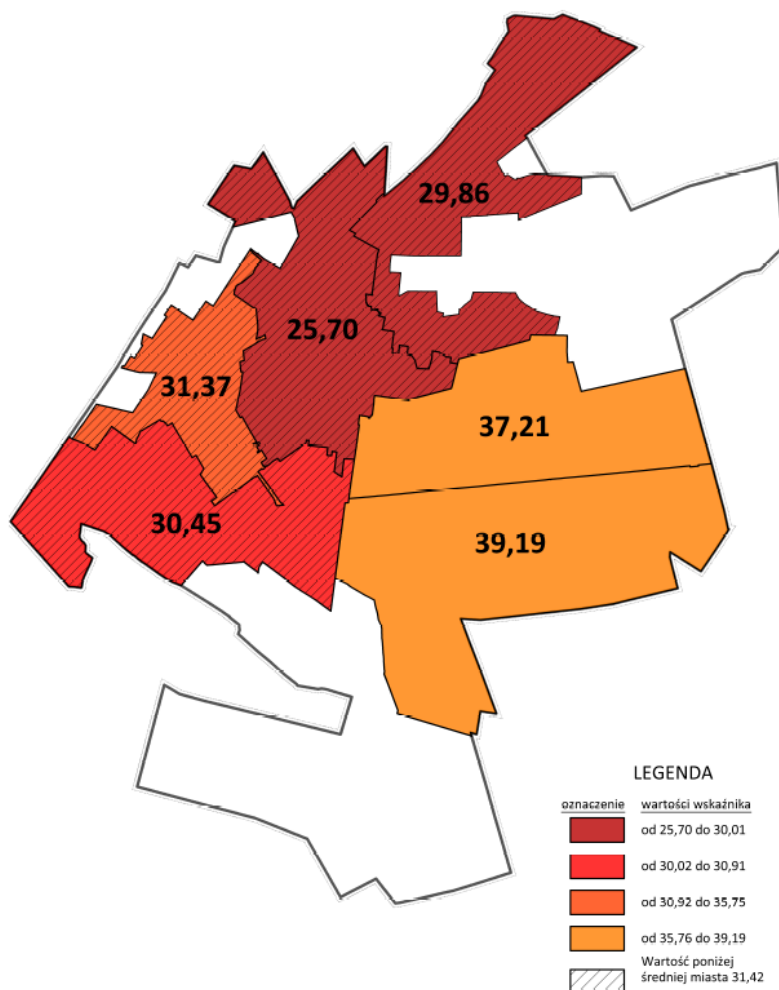 29,86
25,70
31,37
37,21
30,45
39,19
LEGENDA
oznaczenie wartości wskaźnika
od 25,70 do 30,01
od 30,02 do 30,91
od 30,92 do 35,75
od 35,76 do 39,19
Wartość poniżej
średniej miasta 31,42